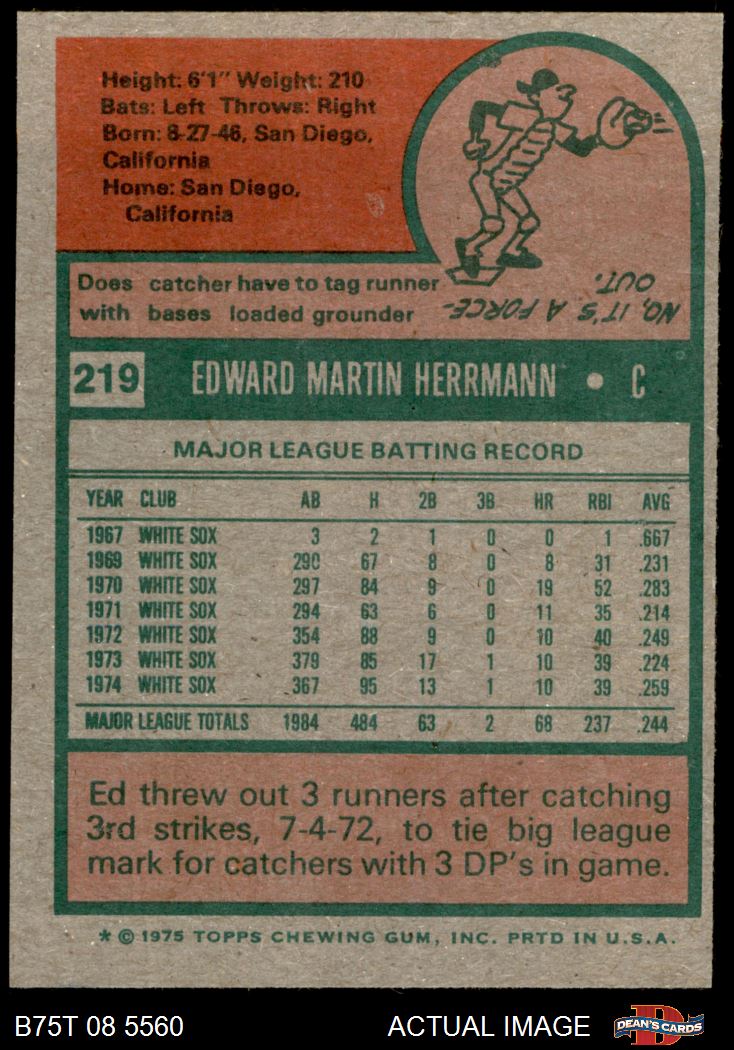 Height: 6'1" Weight: 210
Bats: Left Throws: Right
Born: 8-27-46, San Diego,
California
Home: San Diego,
California
Does catcher have to tag runner
with bases loaded grounder
NO, IT'S A FORCE-
OUT.
219 EDWARD MARTIN HERRMANN • C
MAJOR LEAGUE BATTING RECORD
YEAR CLUB AB H 2B 3B HR RBI AVG
1967 WHITE SOX 3 2 1 0 0 1 .667
1969 WHITE SOX 290 67 8 0 8 31 .231
1970 WHITE SOX 297 84 9 0 19 52 .283
1971 WHITE SOX 294 63 6 0 11 35 .214
1972 WHITE SOX 354 88 9 0 10 40 .249
1973 WHITE SOX 379 85 17 1 10 39 .224
1974 WHITE SOX 367 95 13 1 10 39 .259
MAJOR LEAGUE TOTALS 1984 484 63 2 68 237 .244
Ed threw out 3 runners after catching
3rd strikes, 7-4-72, to tie big league
mark for catchers with 3 DP's in game.
* © 1975 TOPPS CHEWING GUM, INC. PRTD IN U.S.A.
B75T 08 5560 ACTUAL IMAGE DEAN'S CARDS